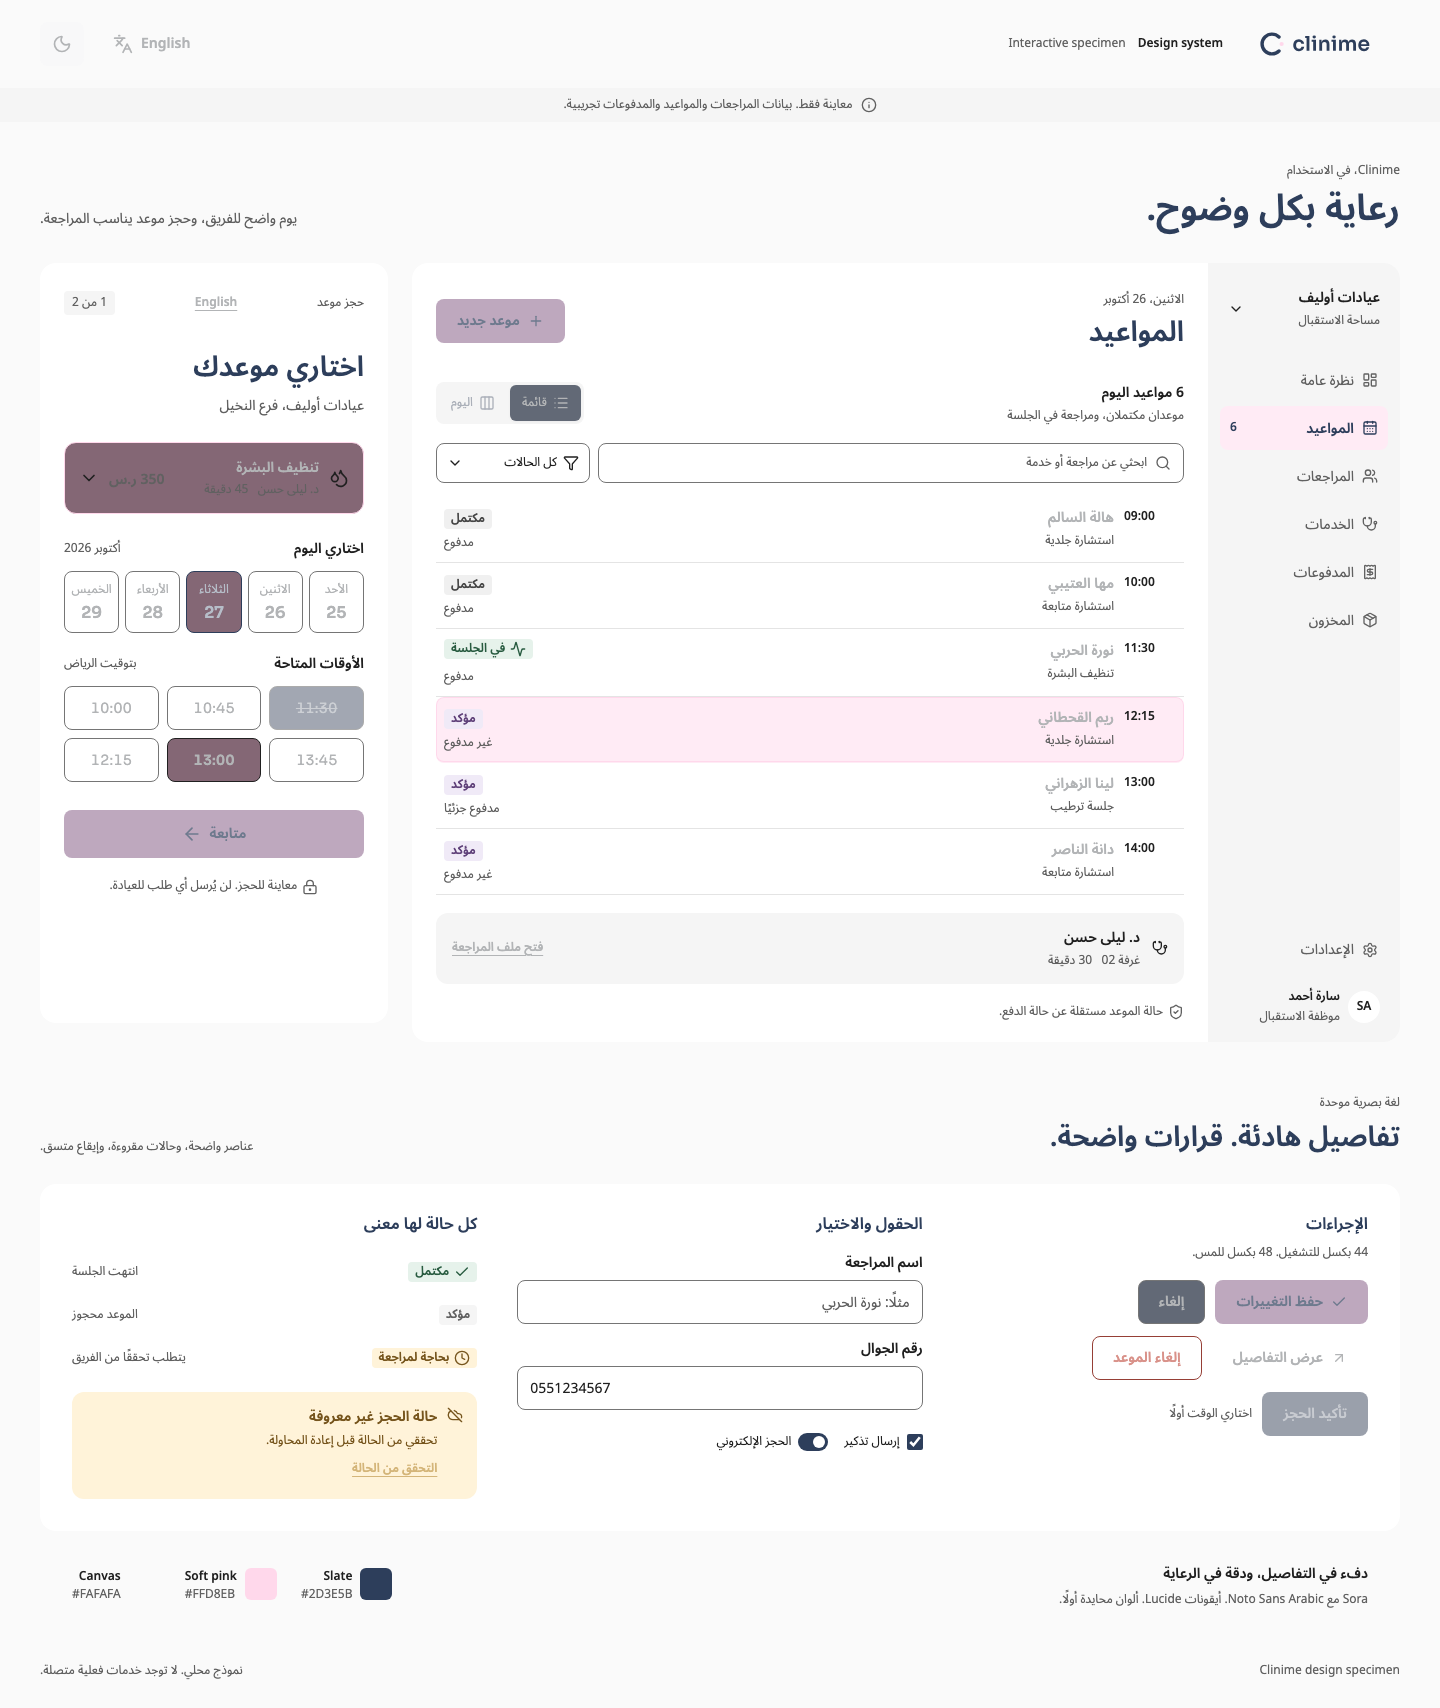 clinime
Design system
Interactive specimen
English
معاينة فقط. بيانات المراجعات والمواعيد والمدفوعات تجريبية.
Clinime، في الاستخدام
رعاية بكل وضوح.
يوم واضح للفريق، وحجز موعد يناسب المراجعة.
عيادات أوليف
مساحة الاستقبال
نظرة عامة
المواعيد
6
المراجعات
الخدمات
المدفوعات
المخزون
الإعدادات
SA
سارة أحمد
موظفة الاستقبال
الاثنين، 26 أكتوبر
المواعيد
موعد جديد
6 مواعيد اليوم
موعدان مكتملان، ومراجعة في الجلسة
قائمة
اليوم
ابحثي عن مراجعة أو خدمة
كل الحالات
09:00
هالة السالم
استشارة جلدية
مكتمل
مدفوع
10:00
مها العتيبي
استشارة متابعة
مكتمل
مدفوع
11:30
نورة الحربي
تنظيف البشرة
في الجلسة
مدفوع
12:15
ريم القحطاني
استشارة جلدية
مؤكد
غير مدفوع
13:00
لينا الزهراني
جلسة ترطيب
مؤكد
مدفوع جزئيًا
14:00
دانة الناصر
استشارة متابعة
مؤكد
غير مدفوع
د. ليلى حسن
غرفة 02 30 دقيقة
فتح ملف المراجعة
حالة الموعد مستقلة عن حالة الدفع.
حجز موعد
English
1 من 2
اختاري موعدك
عيادات أوليف، فرع النخيل
تنظيف البشرة
د. ليلى حسن 45 دقيقة
350 ر.س
اختاري اليوم
أكتوبر 2026
الأحد
25
الاثنين
26
الثلاثاء
27
الأربعاء
28
الخميس
29
الأوقات المتاحة
بتوقيت الرياض
11:30
10:45
10:00
13:45
13:00
12:15
متابعة
معاينة للحجز. لن يُرسل أي طلب للعيادة.
لغة بصرية موحدة
تفاصيل هادئة. قرارات واضحة.
عناصر واضحة، وحالات مقروءة، وإيقاع متسق.
الإجراءات
44 بكسل للتشغيل. 48 بكسل للمس.
حفظ التغييرات
إلغاء
عرض التفاصيل
إلغاء الموعد
تأكيد الحجز
اختاري الوقت أولًا
الحقول والاختيار
اسم المراجعة
مثلًا: نورة الحربي
رقم الجوال
0551234567
إرسال تذكير
الحجز الإلكتروني
كل حالة لها معنى
مكتمل
انتهت الجلسة
مؤكد
الموعد محجوز
بحاجة لمراجعة
يتطلب تحققًا من الفريق
حالة الحجز غير معروفة
تحققي من الحالة قبل إعادة المحاولة.
التحقق من الحالة
دفء في التفاصيل، ودقة في الرعاية
Sora مع Noto Sans Arabic. أيقونات Lucide. ألوان محايدة أولًا.
Slate
#2D3E5B
Soft pink
#FFD8EB
Canvas
#FAFAFA
Clinime design specimen
نموذج محلي. لا توجد خدمات فعلية متصلة.